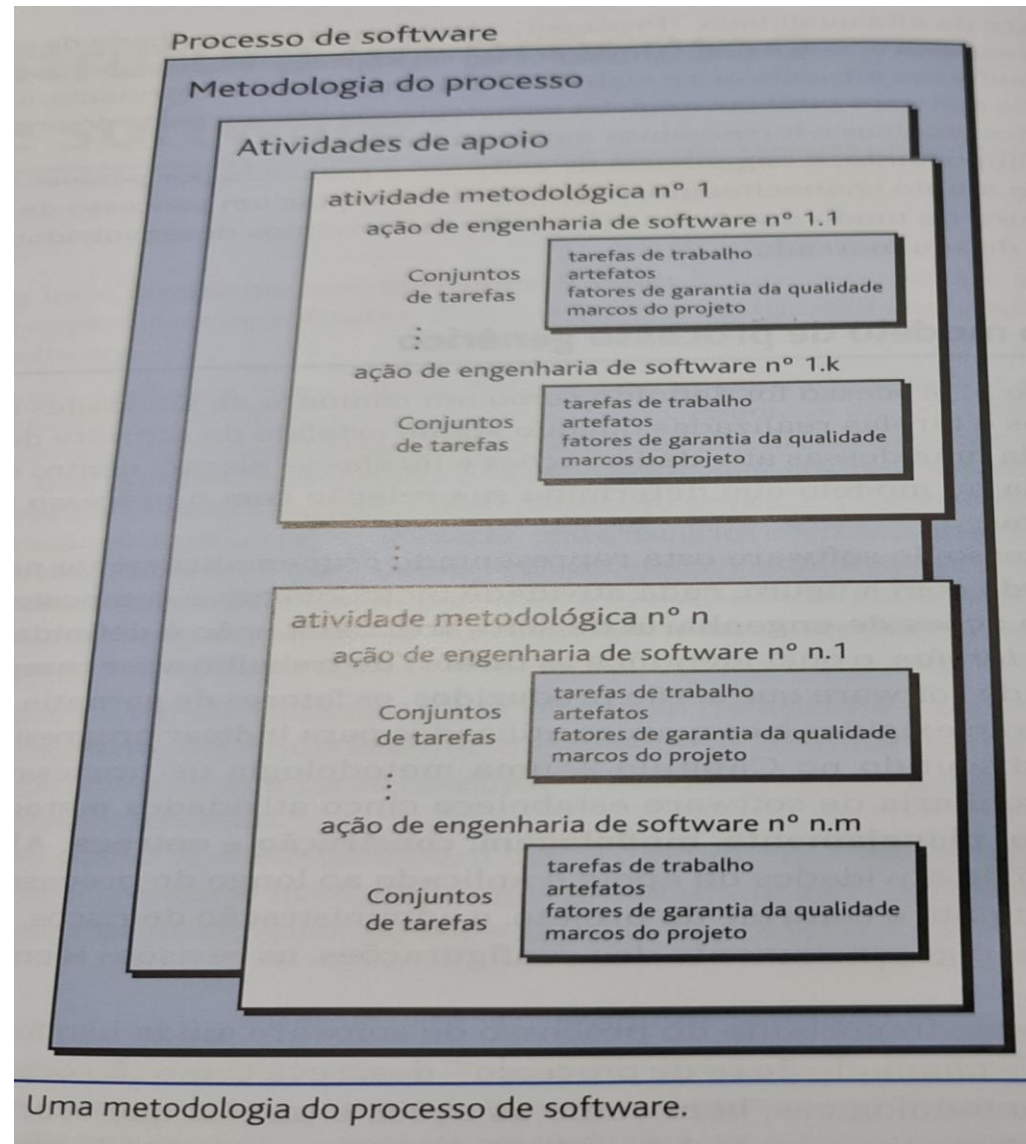 Processo de software
Metodologia do processo
Atividades de apoio
atividade metodológica nº 1
ação de engenharia de software nº 1.1
Conjuntos
de tarefas
tarefas de trabalho
artefatos
fatores de garantia da qualidade
marcos do projeto
ação de engenharia de software nº 1.k
Conjuntos
de tarefas
tarefas de trabalho
artefatos
fatores de garantia da qualidade
marcos do projeto
atividade metodológica nº n
ação de engenharia de software nº n.1
Conjuntos
de tarefas
tarefas de trabalho
artefatos
fatores de garantia da qualidade
marcos do projeto
ação de engenharia de software nº n.m
Conjuntos
de tarefas
tarefas de trabalho
artefatos
fatores de garantia da qualidade
marcos do projeto
Uma metodologia do processo de software.